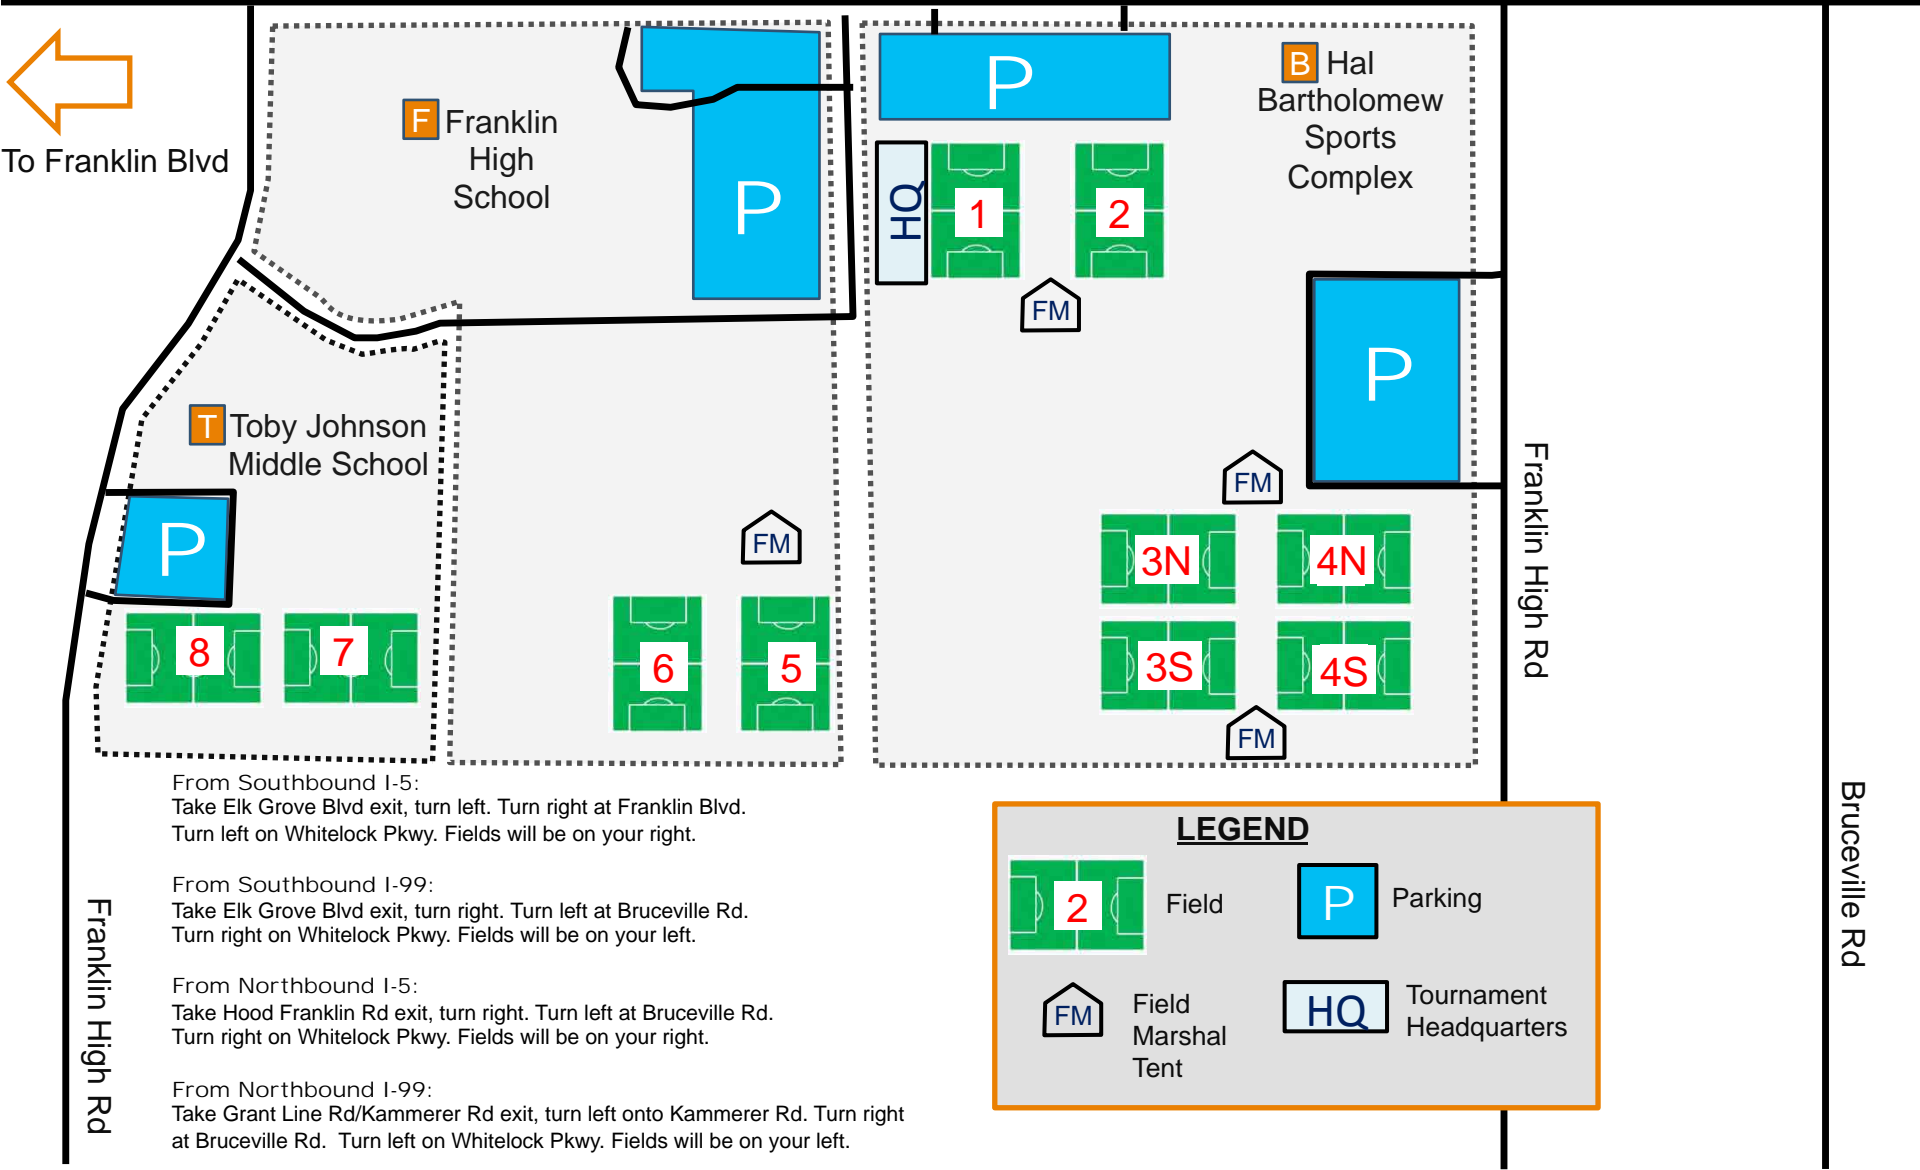 To Franklin Blvd
F Franklin
High
School
P
P
P
B Hal
Bartholomew
Sports
Complex
HQ
1
2
FM
P
T Toby Johnson
Middle School
P
FM
FM
3N
4N
3S
4S
FM
8
7
6
5
Franklin High Rd
Bruceville Rd
Franklin High Rd
From Southbound I-5:
Take Elk Grove Blvd exit, turn left. Turn right at Franklin Blvd.
Turn left on Whitelock Pkwy. Fields will be on your right.
From Southbound I-99:
Take Elk Grove Blvd exit, turn right. Turn left at Bruceville Rd.
Turn right on Whitelock Pkwy. Fields will be on your left.
From Northbound I-5:
Take Hood Franklin Rd exit, turn right. Turn left at Bruceville Rd.
Turn right on Whitelock Pkwy. Fields will be on your right.
From Northbound I-99:
Take Grant Line Rd/Kammerer Rd exit, turn left onto Kammerer Rd. Turn right
at Bruceville Rd.  Turn left on Whitelock Pkwy. Fields will be on your left.
LEGEND
2
Field
P
Parking
FM
Field
Marshal
Tent
HQ
Tournament
Headquarters